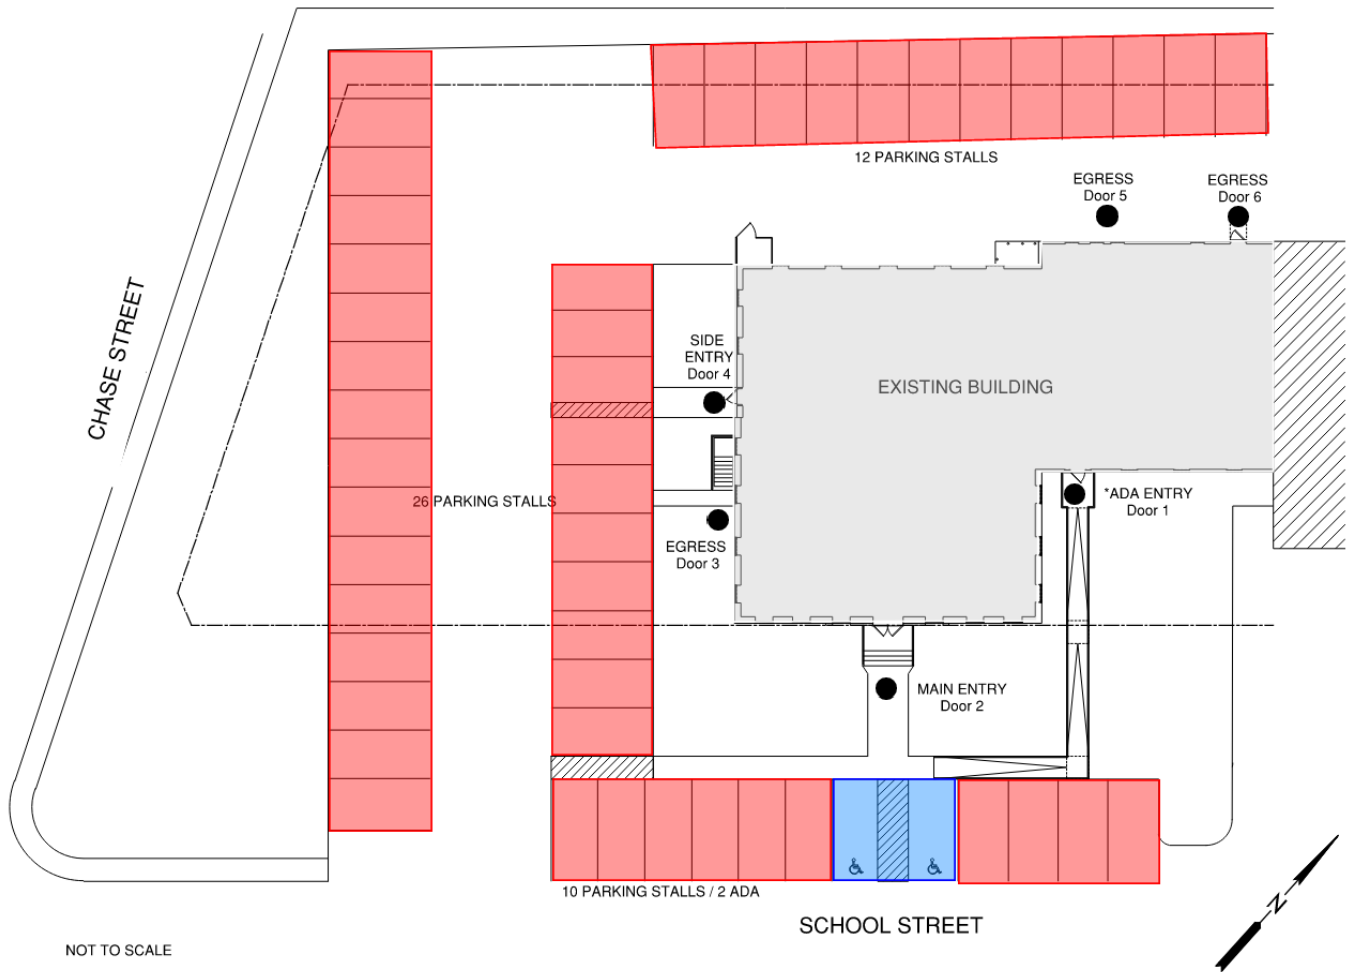 12 PARKING STALLS
EGRESS
Door 5
EGRESS
Door 6
CHASE STREET
SIDE
ENTRY
Door 4
EXISTING BUILDING
26 PARKING STALLS
*ADA ENTRY
Door 1
EGRESS
Door 3
MAIN ENTRY
Door 2
10 PARKING STALLS / 2 ADA
SCHOOL STREET
N
NOT TO SCALE